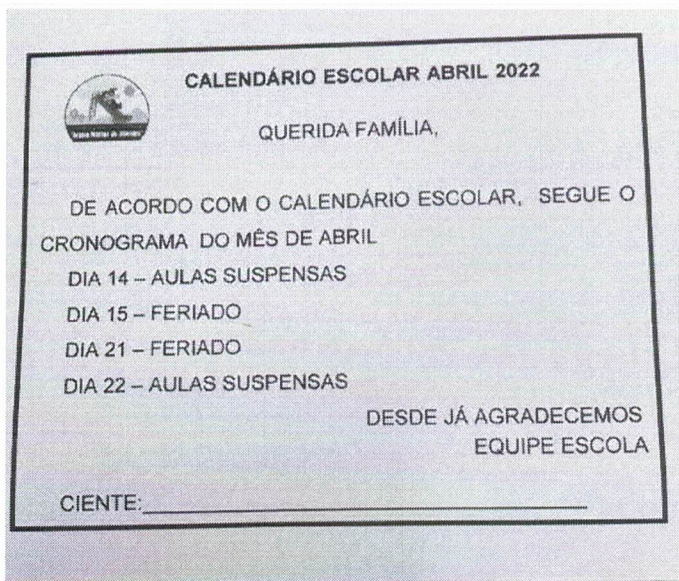 CALENDÁRIO ESCOLAR ABRIL 2022
QUERIDA FAMÍLIA,
DE ACORDO COM O CALENDÁRIO ESCOLAR, SEGUE O
CRONOGRAMA DO MÊS DE ABRIL
DIA 14 – AULAS SUSPENSAS
DIA 15 – FERIADO
DIA 21 – FERIADO
DIA 22 – AULAS SUSPENSAS
DESDE JÁ AGRADECEMOS
EQUIPE ESCOLA
CIENTE: